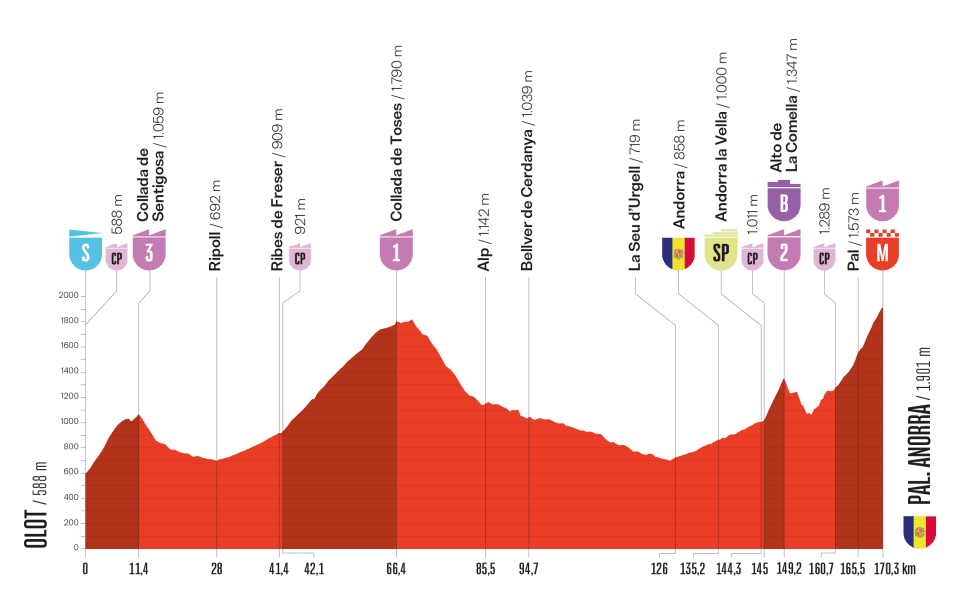 588 m
Collada de
Sentigosa / 1.059 m
Ripoll / 692 m
Ribes de Freser / 909 m
921 m
Collada de Toses / 1.790 m
Alp / 1.142 m
Bellver de Cerdanya / 1.039 m
La Seu d'Urgell / 719 m
Andorra / 858 m
Andorra la Vella / 1.000 m
1.011 m
Alto de
La Comella / 1.347 m
1.289 m
Pal / 1.573 m
B
1
S
CP
3
CP
1
SP
CP
2
CP
M
2000
1800
1600
1400
1200
1000
800
600
400
200
0
OLOT / 588 m
PAL. ANDORRA / 1.901 m
0
11,4
28
41,4
42,1
66,4
85,5
94,7
126
135,2
144,3
145
149,2
160,7
165,5
170,3 km